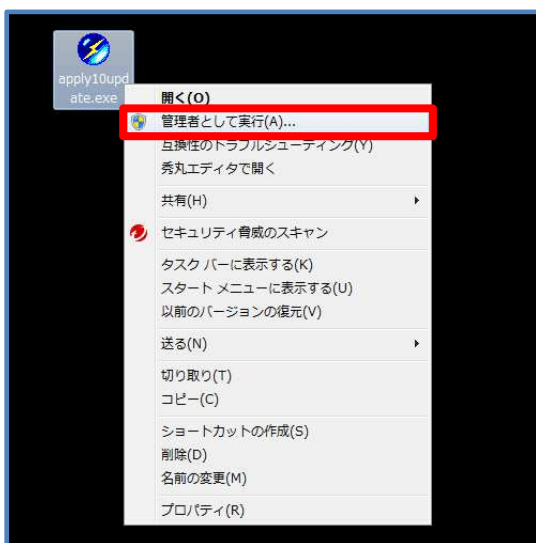 apply10upd
ate.exe
開く(O)
管理者として実行(A)...
互換性のトラブルシューティング(Y)
秀丸エディタで開く
共有(H)
セキュリティ脅威のスキャン
タスク バーに表示する(K)
スタート メニューに表示する(U)
以前のバージョンの復元(V)
送る(N)
切り取り(T)
コピー(C)
ショートカットの作成(S)
削除(D)
名前の変更(M)
プロパティ(R)